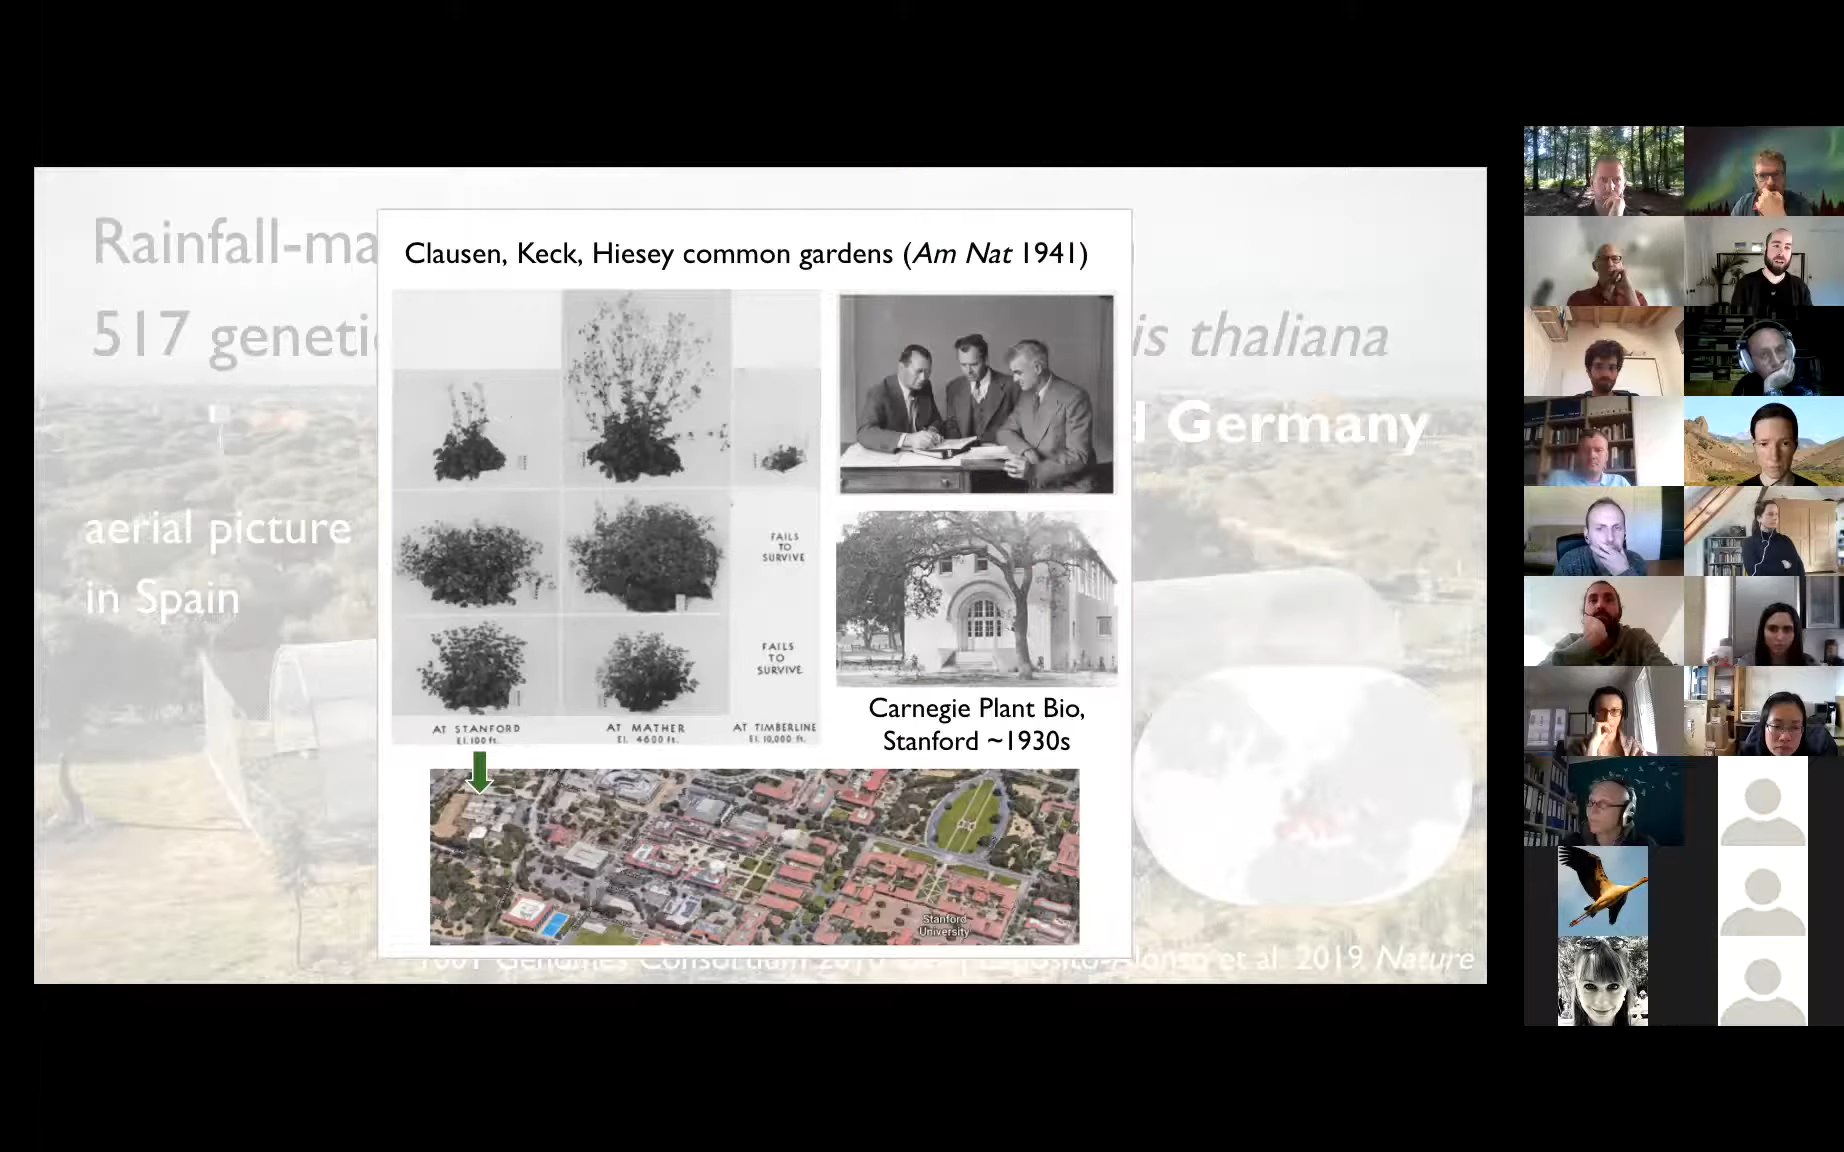 Rainfall-ma
517 geneti
is thaliana
d Germany
aerial picture
in Spain
Clausen, Keck, Hiesey common gardens (Am Nat 1941)
FAILS
TO
SURVIVE
FAILS
TO
SURVIVE
AT STANFORD
El. 100 ft.
AT MATHER
El. 4600 ft.
AT TIMBERLINE
El. 10,000 ft.
Carnegie Plant Bio,
Stanford ~1930s
Stanford
University
1001 Genomes Consortium 2016
Exposito-Alonso et al. 2019 Nature